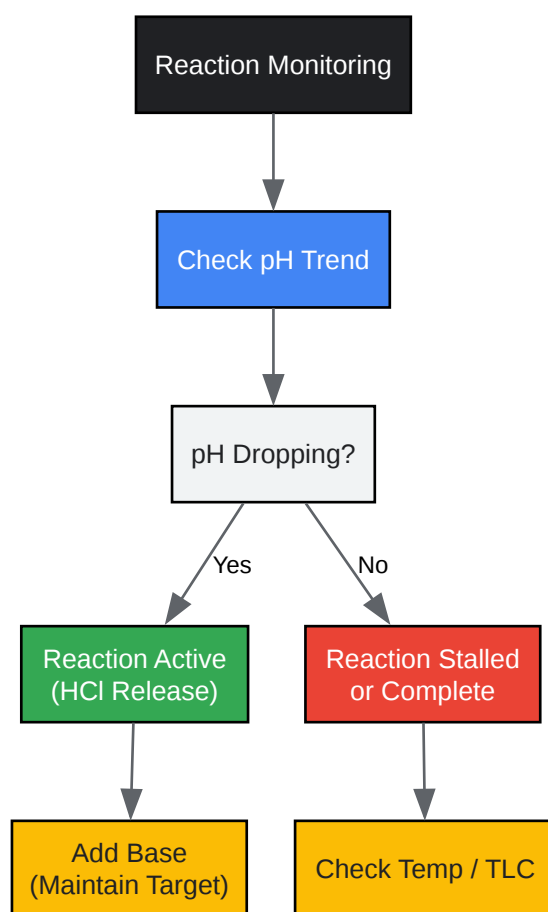 Reaction Monitoring
Check pH Trend
pH Dropping?
Yes
No
Reaction Active
(HCl Release)
Reaction Stalled
or Complete
Add Base
(Maintain Target)
Check Temp / TLC